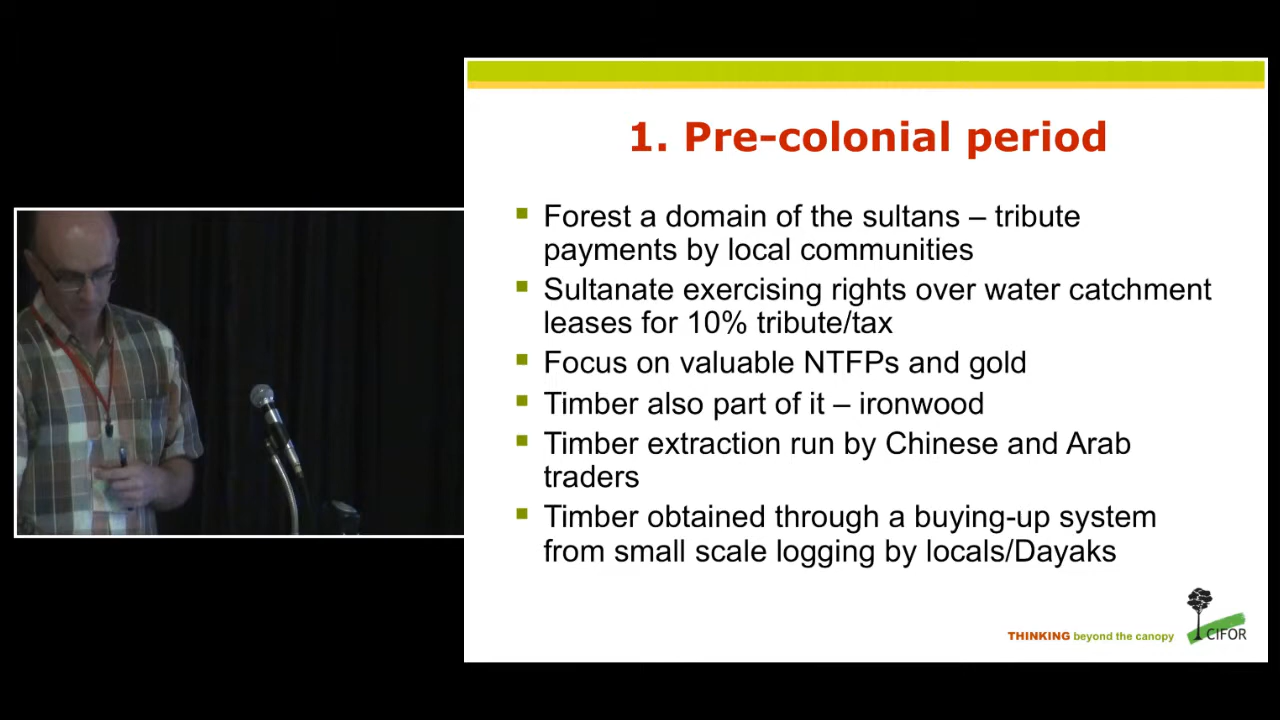 1. Pre-colonial period
▪ Forest a domain of the sultans – tribute
payments by local communities
▪ Sultanate exercising rights over water catchment
leases for 10% tribute/tax
▪ Focus on valuable NTFPs and gold
▪ Timber also part of it – ironwood
▪ Timber extraction run by Chinese and Arab
traders
▪ Timber obtained through a buying-up system
from small scale logging by locals/Dayaks
THINKING beyond the canopy
CIFOR